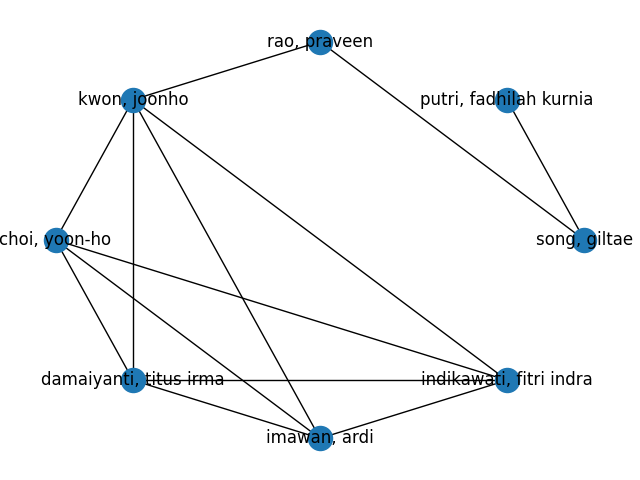 rao, praveen
kwon, joonho
putri, fadhilah kurnia
choi, yoon-ho
song, giltae
damaiyanti, titus irma
indikawati, fitri indra
imawan, ardi